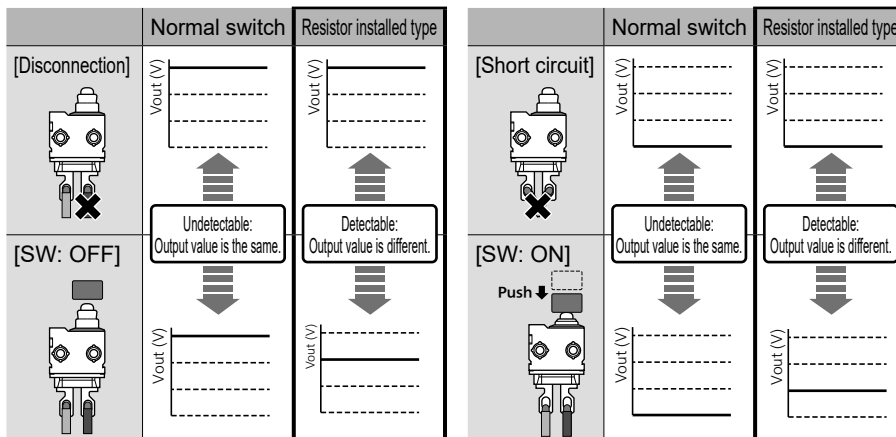 Normal switch
Resistor installed type
[Disconnection]
Vout (V)
Vout (V)
Undetectable:
Output value is the same.
Detectable:
Output value is different.
[SW: OFF]
Vout (V)
Vout (V)
Normal switch
Resistor installed type
[Short circuit]
Vout (V)
Vout (V)
Undetectable:
Output value is the same.
Detectable:
Output value is different.
[SW: ON]
Push
Vout (V)
Vout (V)